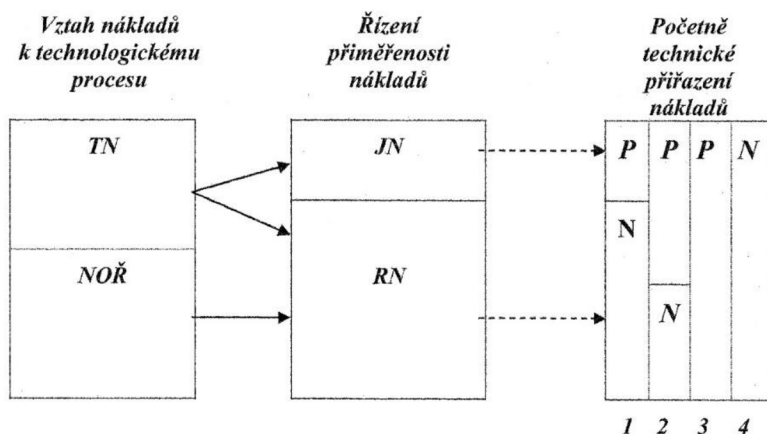 Vztah nákladů
k technologickému
procesu
Řízení
přiměřenosti
nákladů
Početně
technické
přiřazení
nákladů
TN
JN
P P P N
N
NOŘ
RN
N
1 2 3 4